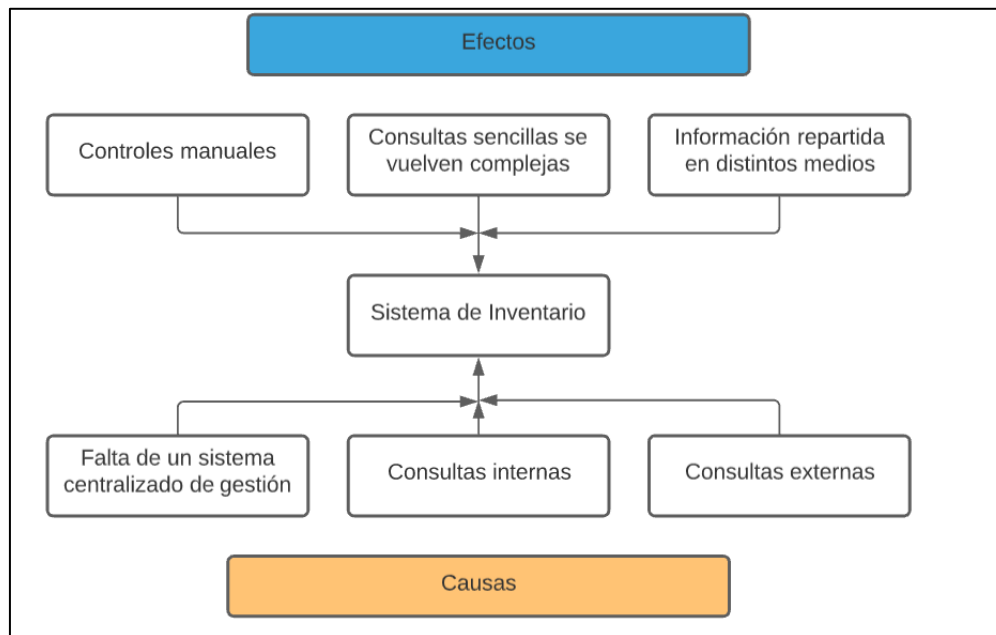 Efectos
Controles manuales
Consultas sencillas se
vuelven complejas
Información repartida
en distintos medios
Sistema de Inventario
Falta de un sistema
centralizado de gestión
Consultas internas
Consultas externas
Causas